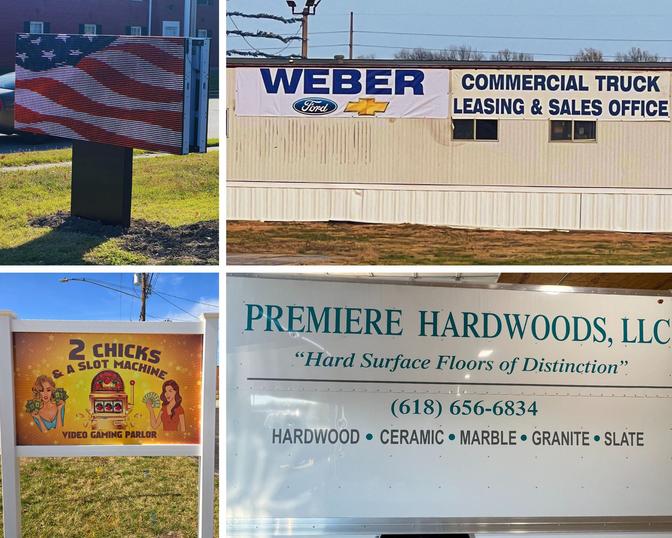 WEBER
Ford
COMMERCIAL TRUCK
LEASING & SALES OFFICE
2 CHICKS
& A SLOT MACHINE
VIDEO GAMING PARLOR
PREMIERE HARDWOODS, LLC
“Hard Surface Floors of Distinction”
(618) 656-6834
HARDWOOD • CERAMIC • MARBLE • GRANITE • SLATE